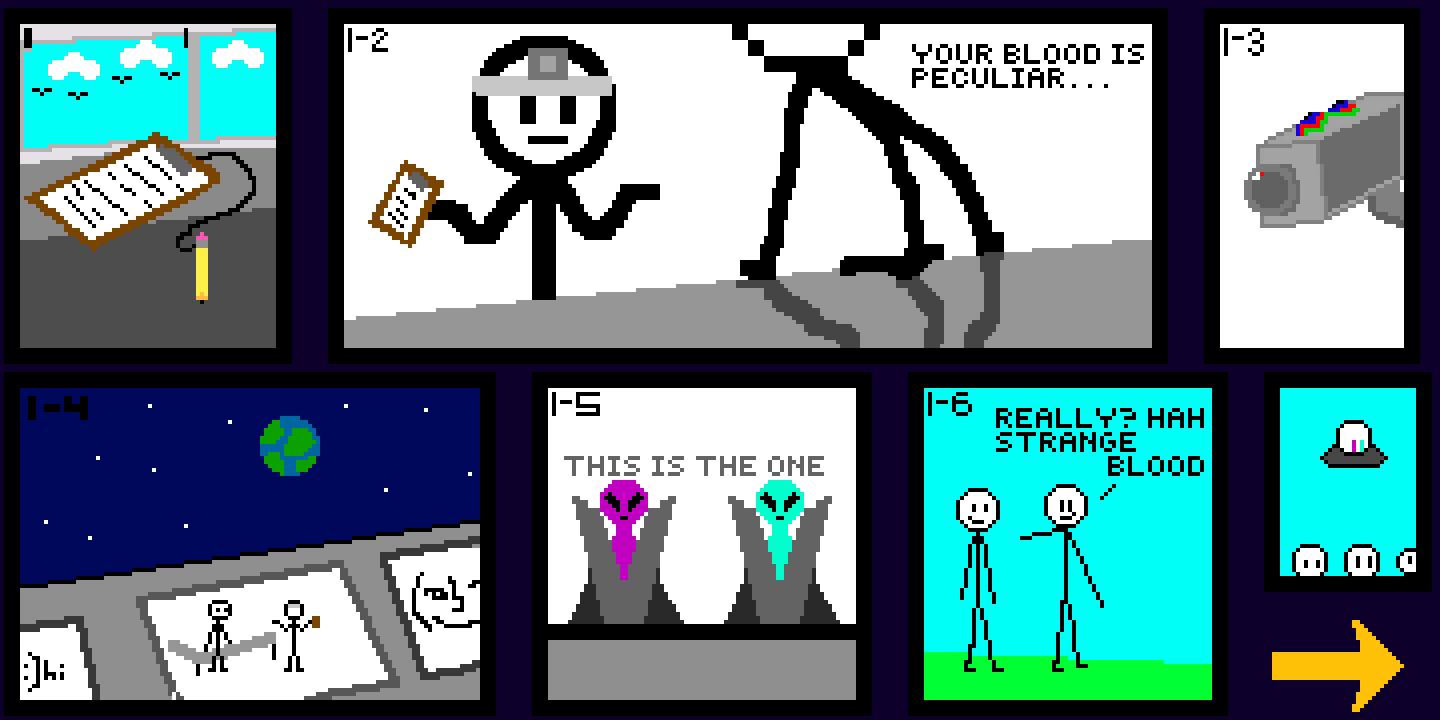 1-2
YOUR BLOOD IS
PECULIAR...
1-3
1-4
:)hi
1-5
THIS IS THE ONE
1-6
REALLY? HAH
STRANGE
BLOOD